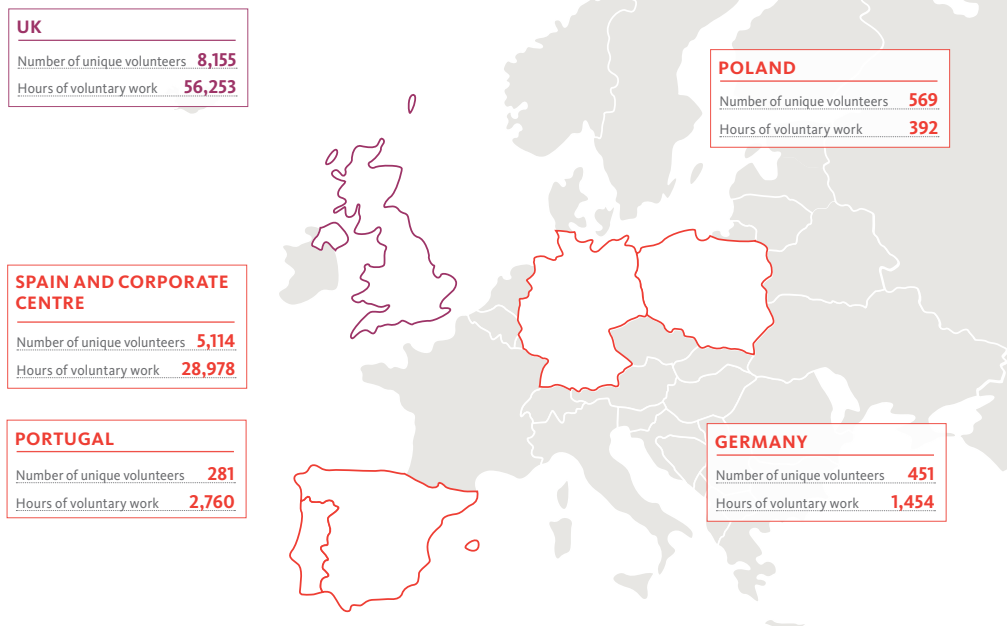 UK
Number of unique volunteers 8,155
Hours of voluntary work 56,253
POLAND
Number of unique volunteers 569
Hours of voluntary work 392
SPAIN AND CORPORATE
CENTRE
Number of unique volunteers 5,114
Hours of voluntary work 28,978
PORTUGAL
Number of unique volunteers 281
Hours of voluntary work 2,760
GERMANY
Number of unique volunteers 451
Hours of voluntary work 1,454